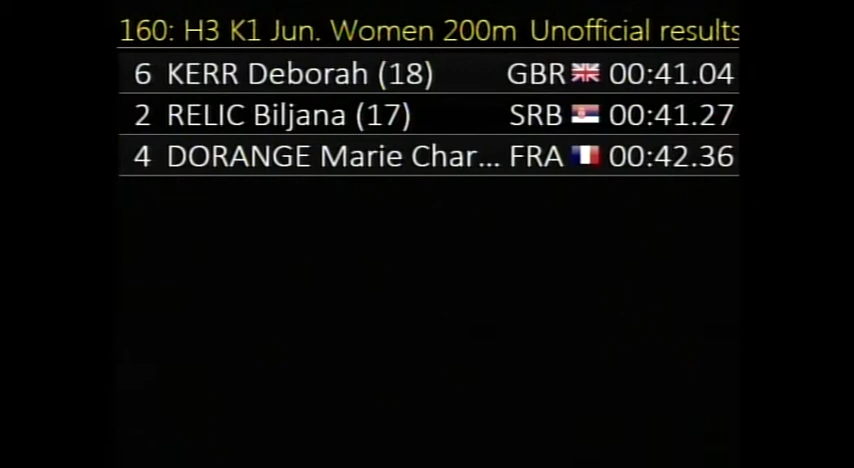 160: H3 K1 Jun. Women 200m Unofficial results
6 KERR Deborah (18) GBR 00:41.04
2 RELIC Biljana (17) SRB 00:41.27
4 DORANGE Marie Char... FRA 00:42.36